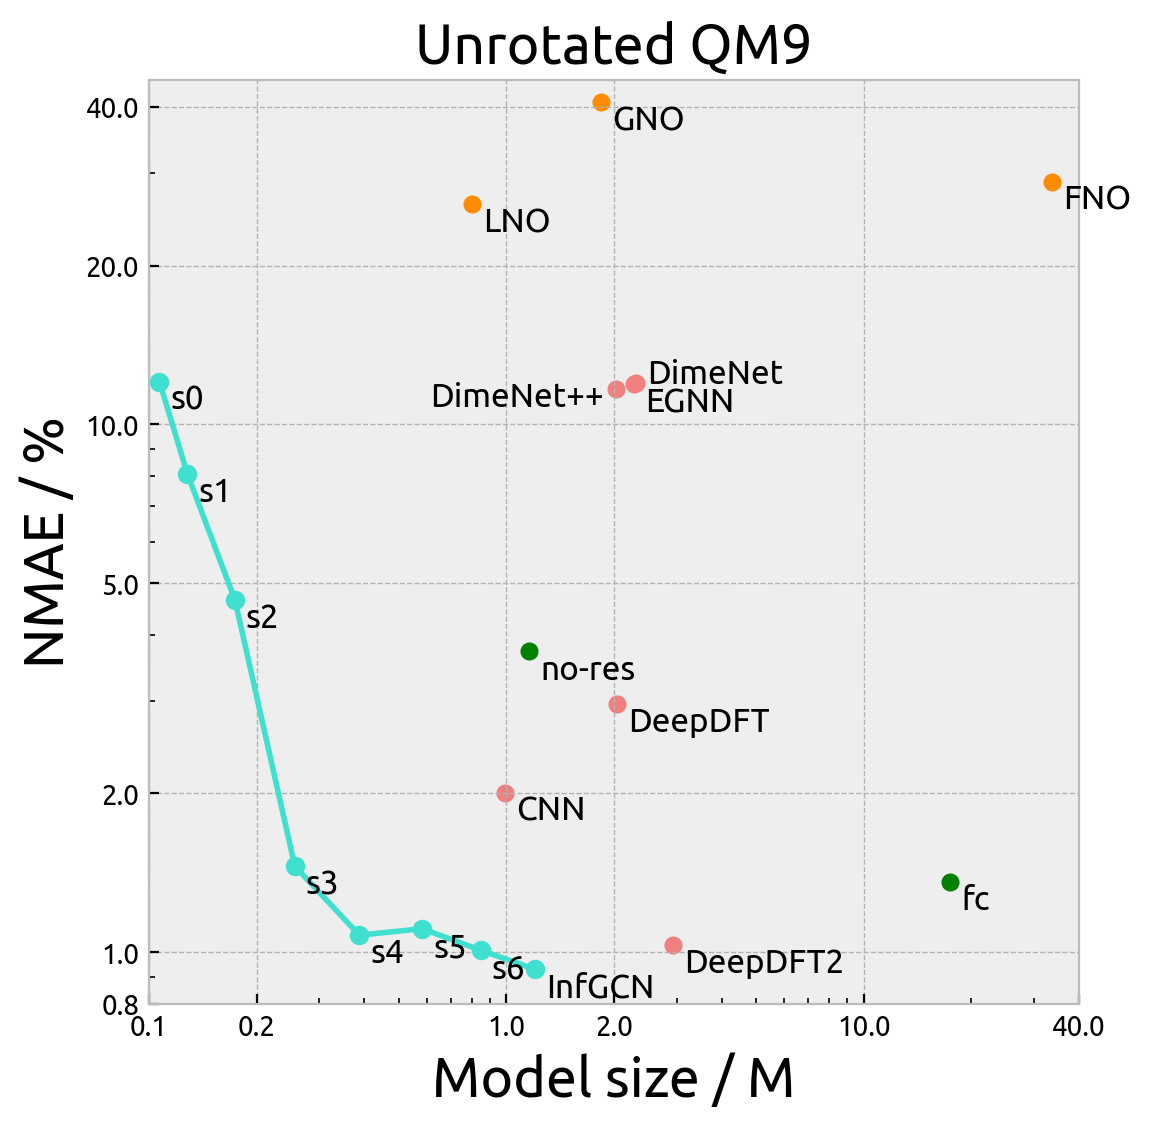 Unrotated QM9
40.0
GNO
FNO
LNO
20.0
DimeNet
DimeNet++
EGNN
s0
10.0
s1
5.0
s2
no-res
DeepDFT
2.0
CNN
s3
fc
s4
s5
s6
DeepDFT2
1.0
InfGCN
0.8
NMAE / %
0.1
0.2
1.0
2.0
10.0
40.0
Model size / M